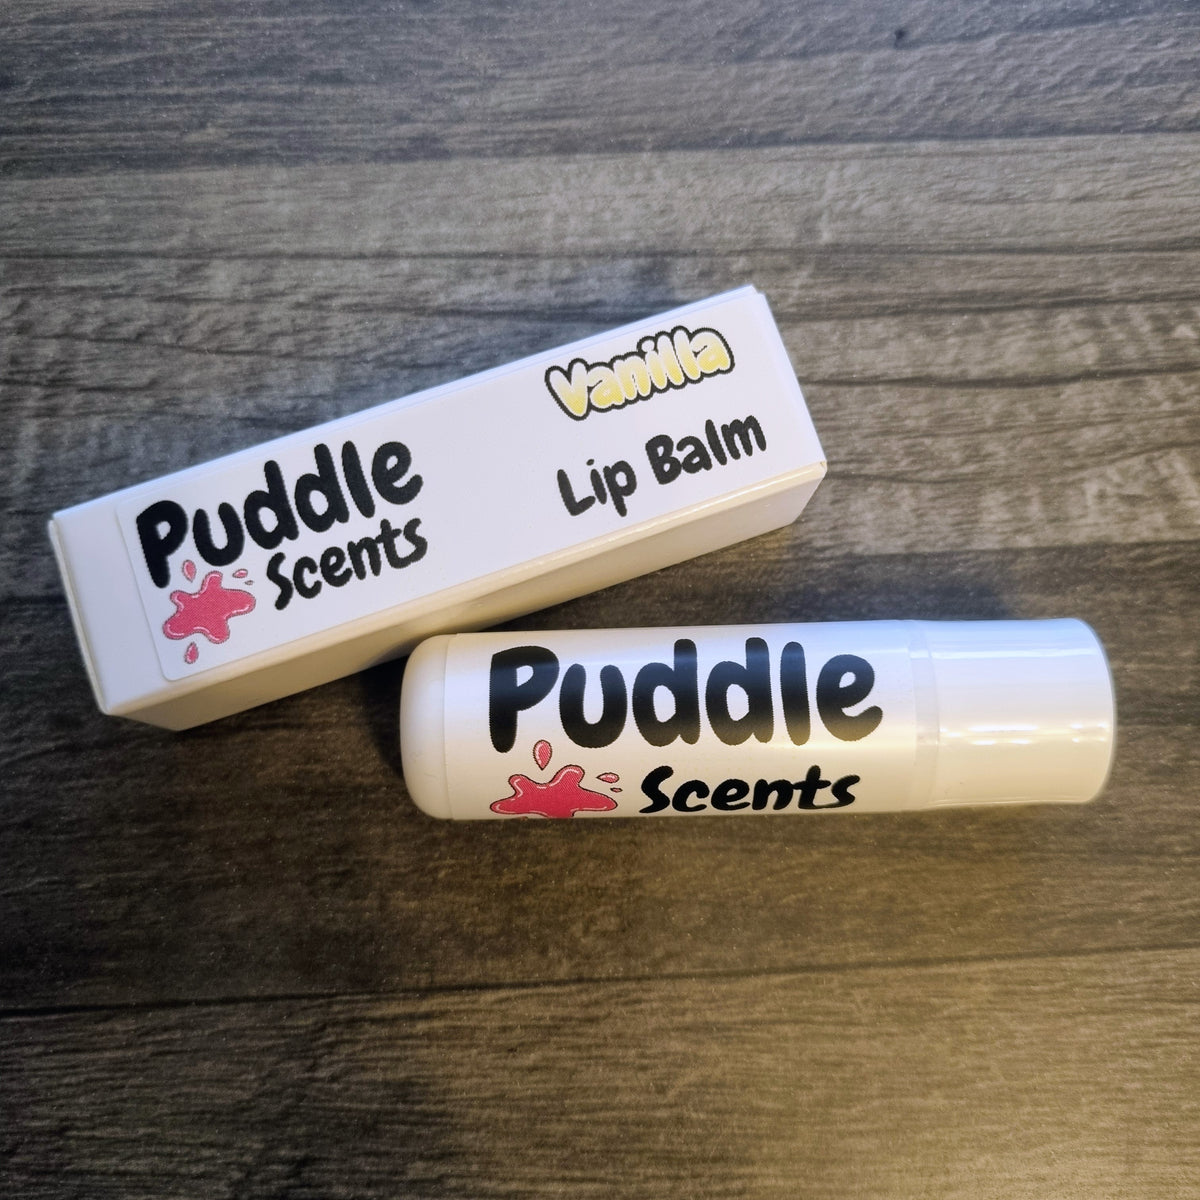 Puddle
Scents
Vanilla
Lip Balm
Puddle
Scents